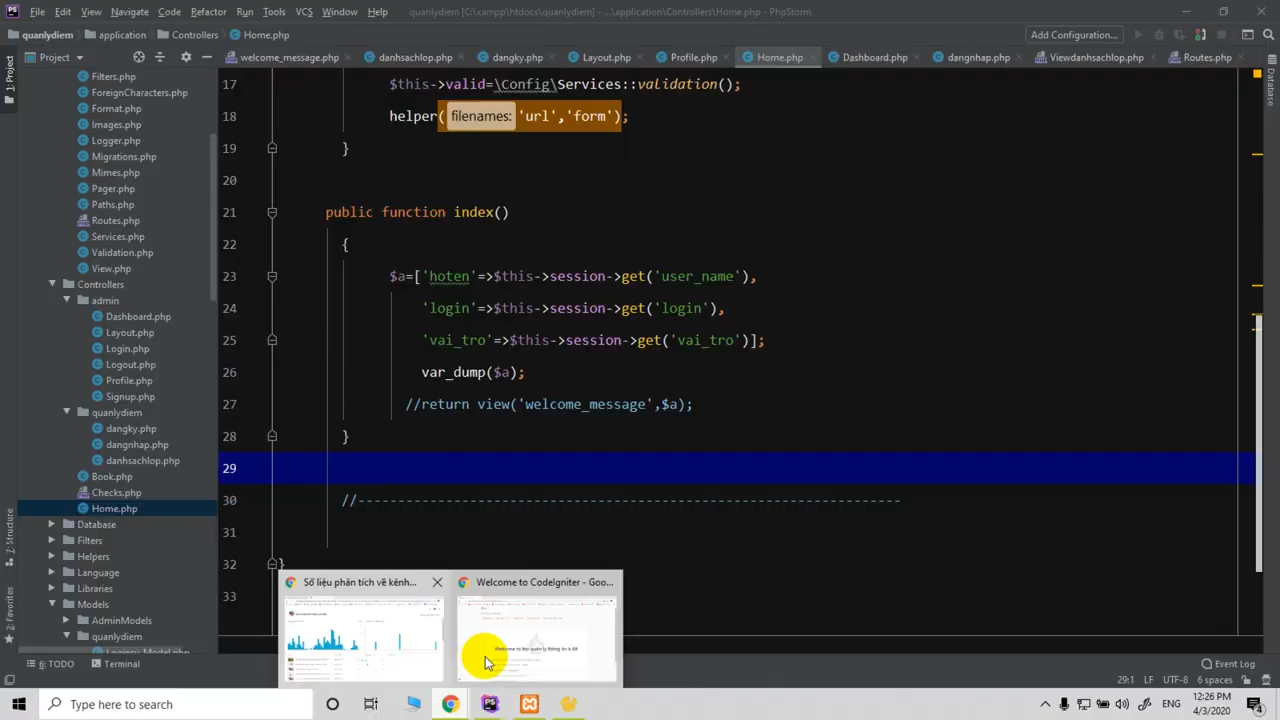 File Edit View Navigate Code Refactor Run Tools VCS Window Help quanlydiem [C:\xampp\htdocs\quanlydiem] - ...\application\Controllers\Home.php - PhpStorm
quanlydiem application Controllers Home.php Add Configuration...
Project welcome_message.php danhsachlop.php dangky.php Layout.php Profile.php Home.php Dashboard.php dangnhap.php Viewdanhsachlop.php Routes.php
1: Project
Database
Filters.php
ForeignCharacters.php
Format.php
Images.php
Logger.php
Migrations.php
Mimes.php
Pager.php
Paths.php
Routes.php
Services.php
Validation.php
View.php
Controllers
admin
Dashboard.php
Layout.php
Login.php
Logout.php
Profile.php
Signup.php
quanlydiem
dangky.php
dangnhap.php
danhsachlop.php
Book.php
Checks.php
Home.php
Database
Filters
Helpers
Language
Libraries
Models
AdminModels
quanlydiem
7: Structure
2: Favorites
17 $this->valid=\Config\Services::validation();
18 helper( filenames: 'url','form');
19 }
20
21 public function index()
22 {
23 $a=['hoten'=>$this->session->get('user_name'),
24 'login'=>$this->session->get('login'),
25 'vai_tro'=>$this->session->get('vai_tro')];
26 var_dump($a);
27 //return view('welcome_message',$a);
28 }
29
30 //--------------------------------------------------------------------
31
32 }
33
Số liệu phân tích về kênh... Welcome to CodeIgniter - Goo...
6: TODO Terminal
29:1 LF UTF-8 6 spaces
Type here to search
ENG 12:26 PM
4/3/2020